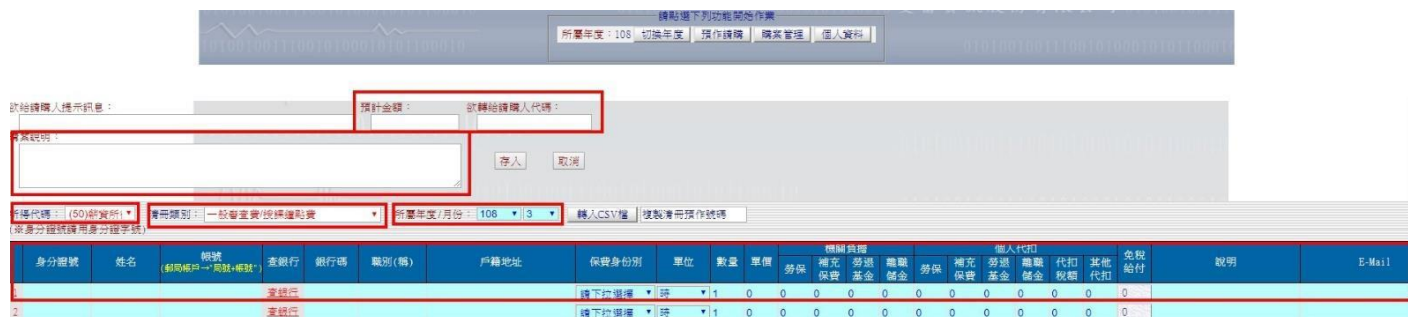 請點選下列功能開始作業
所屬年度：108 切換年度 預作請購 購案管理 個人資料
欲給請購人提示訊息： 預計金額： 欲轉給請購人代碼：
購案說明：
存入 取消
所得代碼： (50)薪資所 清冊類別： 一般審查費/授課鐘點費 所屬年度/月份： 108 3 轉入CSV檔 複製清冊預作號碼
(※身分證號請用身分證字號)
機關負擔 個人代扣
身分證號 姓名 帳號 查銀行 銀行碼 職別(稱) 戶籍地址 保費身份別 單位 數量 單價 勞保 補充保費 勞退基金 離職儲金 勞保 補充保費 勞退基金 離職儲金 代扣稅額 其他代扣 免稅給付 說明 E-Mail
(郵局帳戶→"局號+帳號")
1 查銀行 請下拉選擇 時 1 0 0 0 0 0 0 0 0 0 0 0 0
2 查銀行 請下拉選擇 時 1 0 0 0 0 0 0 0 0 0 0 0 0